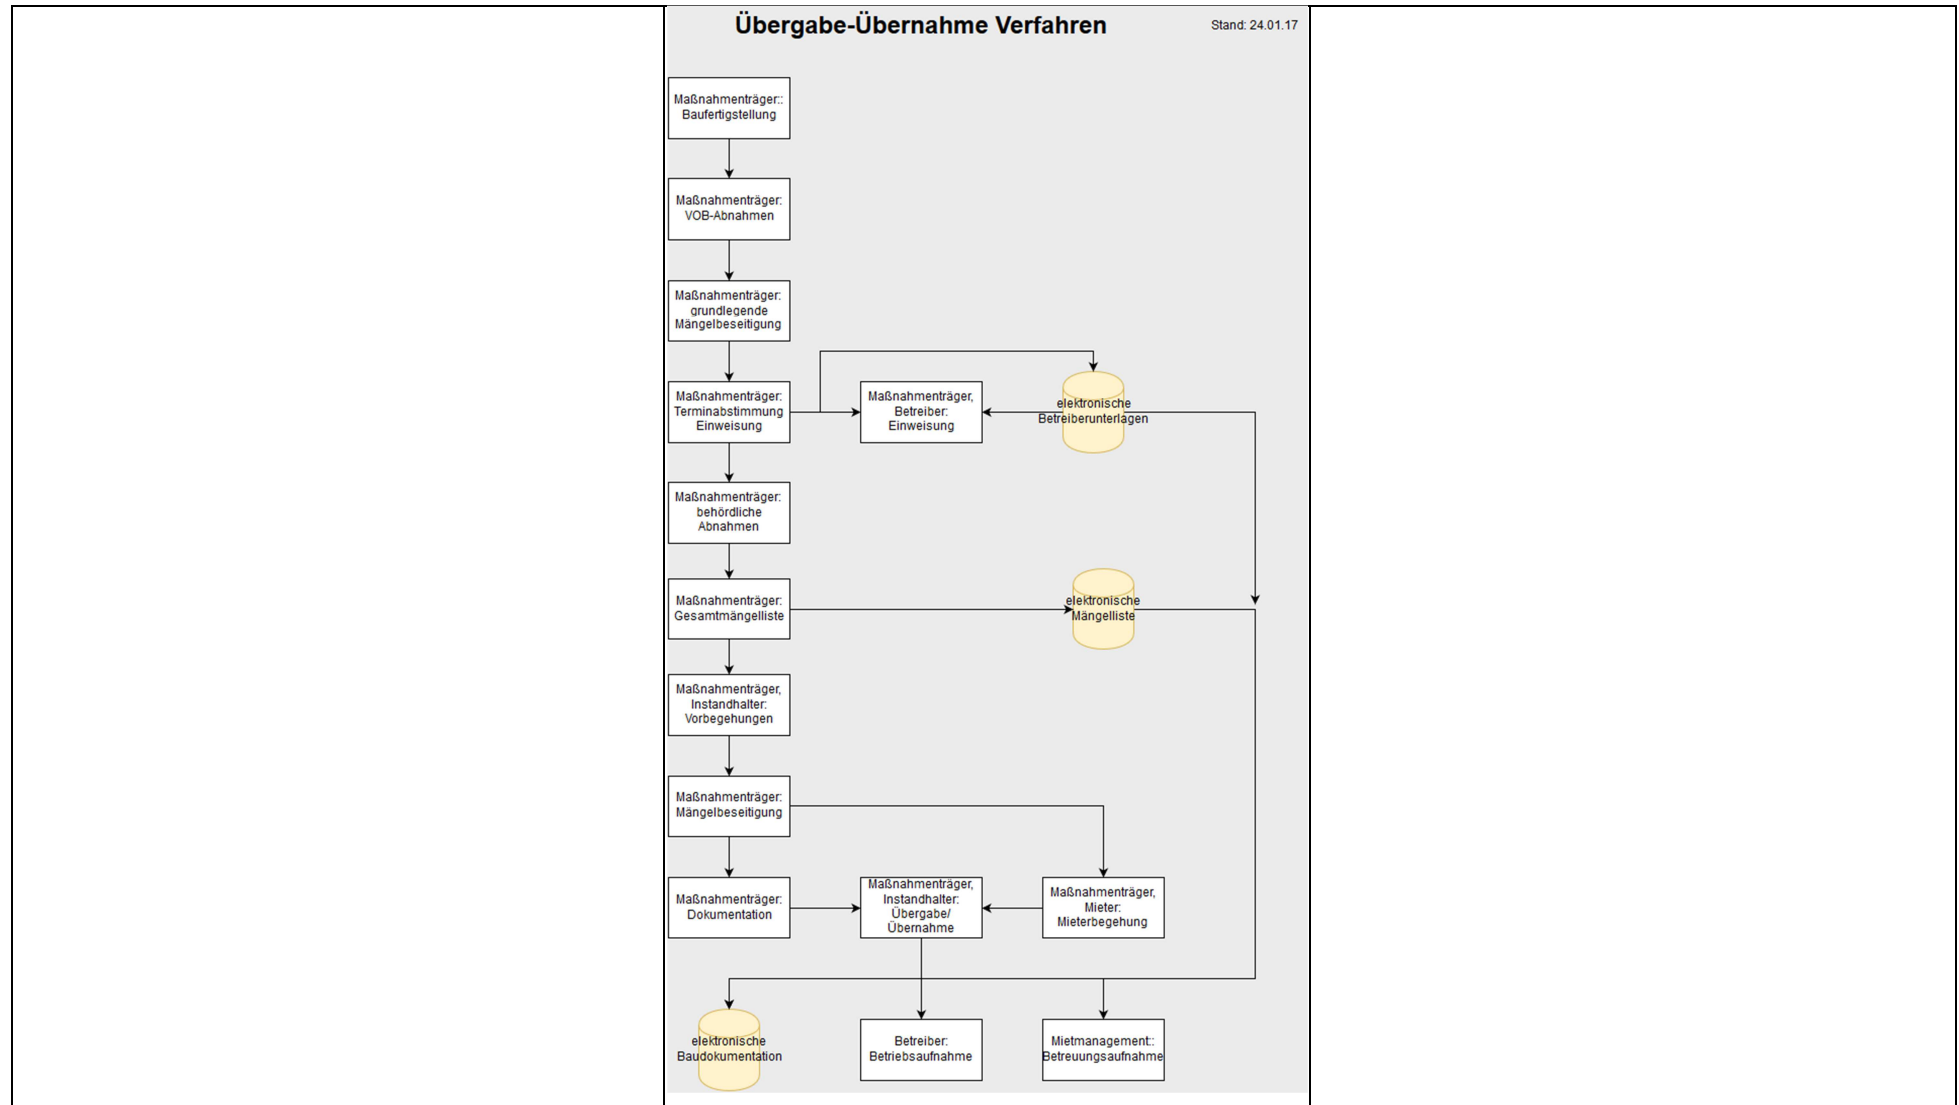 Übergabe-Übernahme Verfahren
Stand: 24.01.17
Maßnahmenträger::
Baufertigstellung
Maßnahmenträger:
VOB-Abnahmen
Maßnahmenträger:
grundlegende
Mängelbeseitigung
Maßnahmenträger:
Terminabstimmung
Einweisung
Maßnahmenträger,
Betreiber:
Einweisung
elektronische
Betreiberunterlagen
Maßnahmenträger:
behördliche
Abnahmen
Maßnahmenträger:
Gesamtmängelliste
elektronische
Mängelliste
Maßnahmenträger,
Instandhalter:
Vorbegehungen
Maßnahmenträger:
Mängelbeseitigung
Maßnahmenträger:
Dokumentation
Maßnahmenträger,
Instandhalter:
Übergabe/
Übernahme
Maßnahmenträger,
Mieter:
Mieterbegehung
elektronische
Baudokumentation
Betreiber:
Betriebsaufnahme
Mietmanagement::
Betreuungsaufnahme